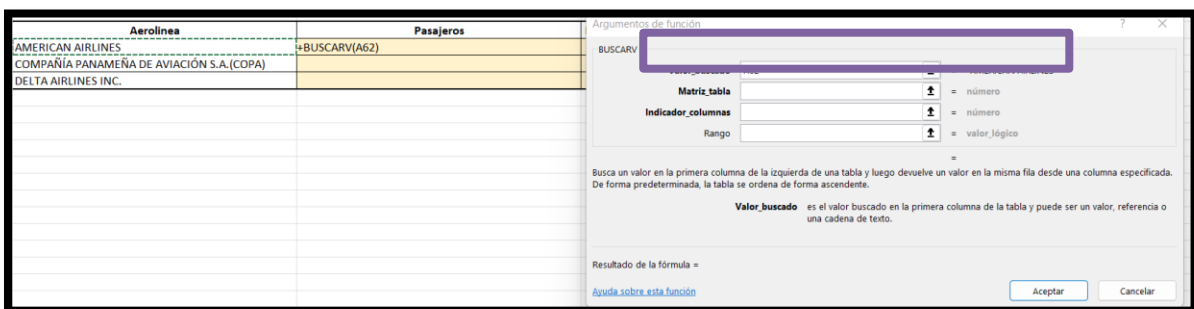 Aerolinea Pasajeros
AMERICAN AIRLINES +BUSCARV(A62)
COMPAÑÍA PANAMEÑA DE AVIACIÓN S.A.(COPA)
DELTA AIRLINES INC.
Argumentos de función ? ×
BUSCARV
Matriz_tabla = número
Indicador_columnas = número
Rango = valor_lógico
=
Busca un valor en la primera columna de la izquierda de una tabla y luego devuelve un valor en la misma fila desde una columna especificada.
De forma predeterminada, la tabla se ordena de forma ascendente.
Valor_buscado es el valor buscado en la primera columna de la tabla y puede ser un valor, referencia o
una cadena de texto.
Resultado de la fórmula =
Ayuda sobre esta función Aceptar Cancelar